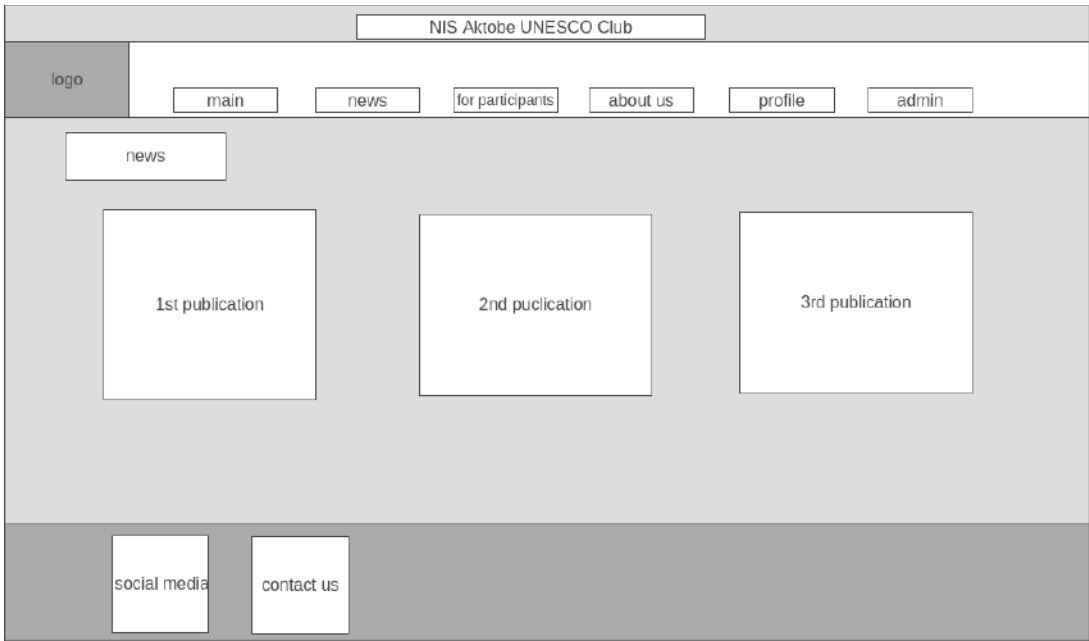 NIS Aktobe UNESCO Club
logo
main
news
for participants
about us
profile
admin
news
1st publication
2nd puclication
3rd publication
social media
contact us